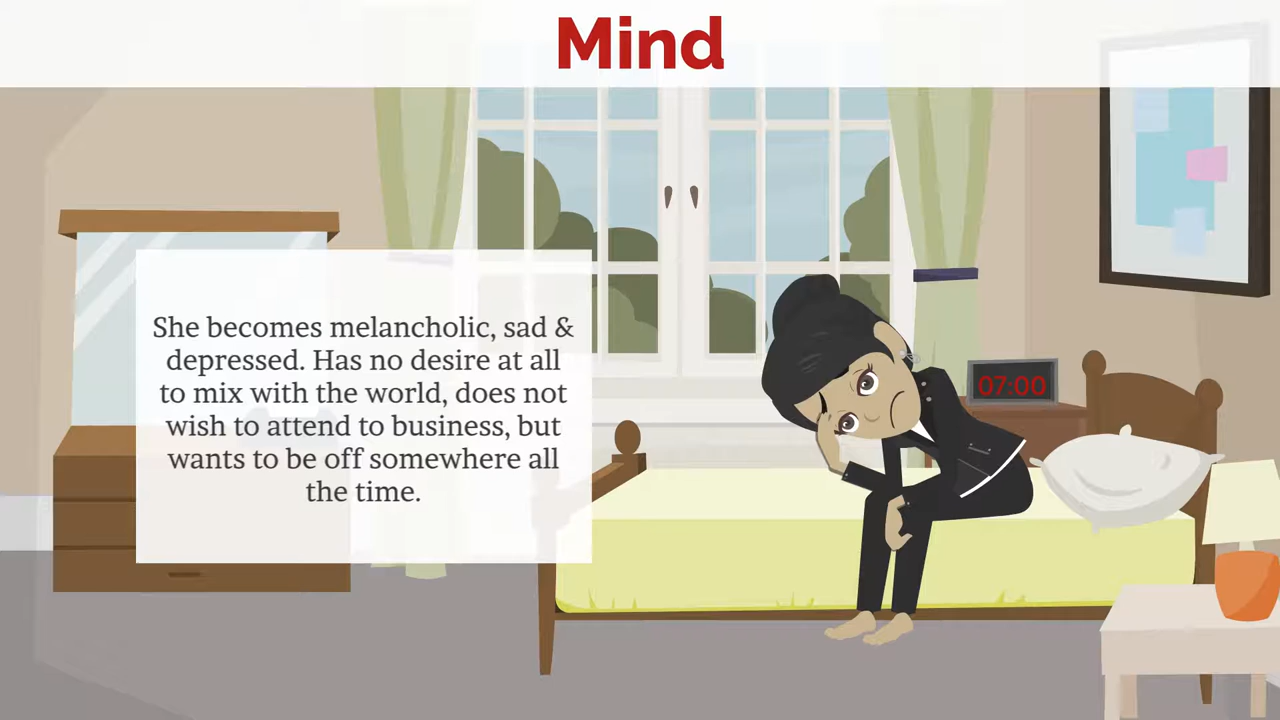 Mind
She becomes melancholic, sad &
depressed. Has no desire at all
to mix with the world, does not
wish to attend to business, but
wants to be off somewhere all
the time.
07:00